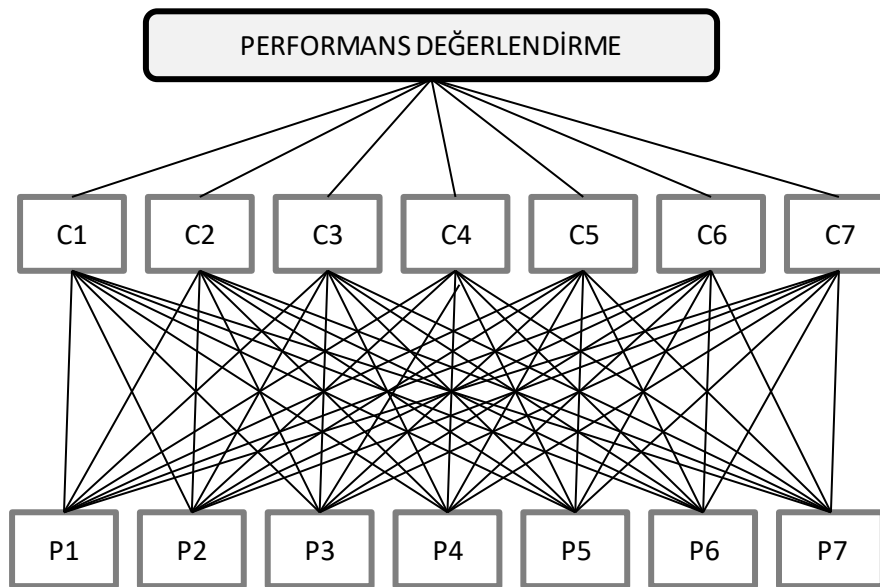 PERFORMANS DEĞERLENDİRME
C1 C2 C3 C4 C5 C6 C7
P1 P2 P3 P4 P5 P6 P7